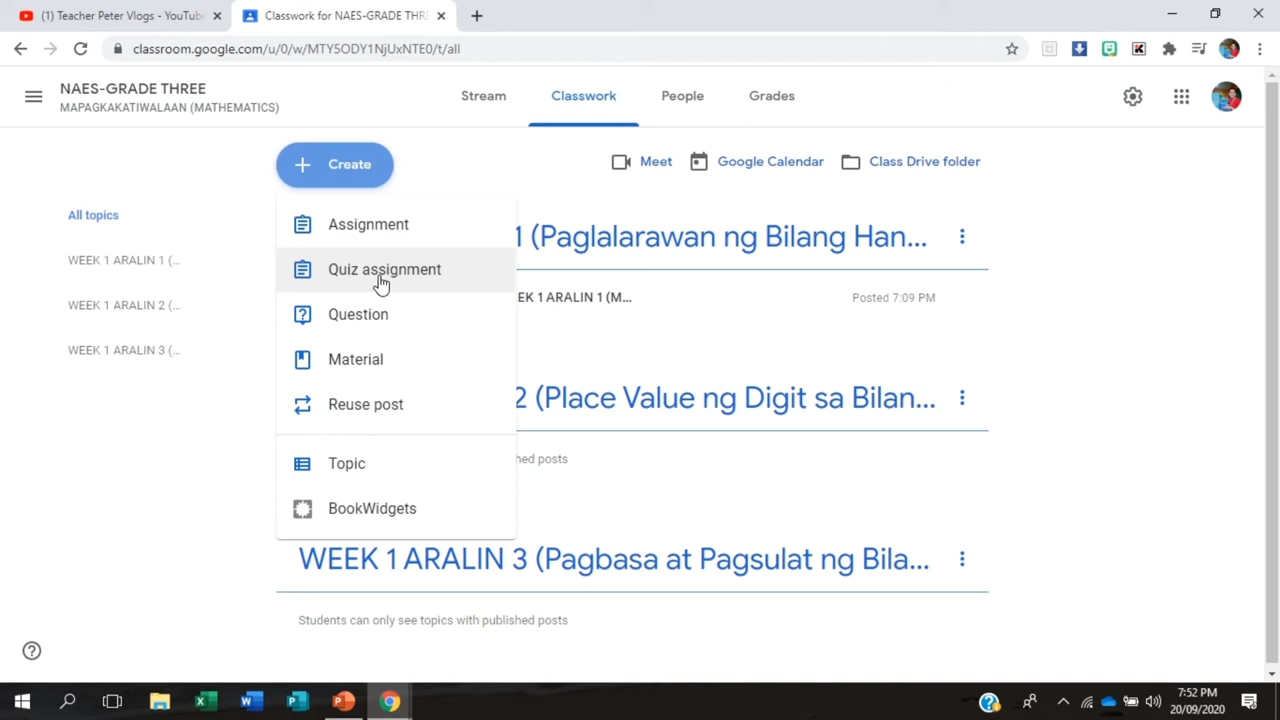 (1) Teacher Peter Vlogs - YouTube
Classwork for NAES-GRADE THRE
classroom.google.com/u/0/w/MTY5ODY1NjUxNTE0/t/all
NAES-GRADE THREE
MAPAGKAKATIWALAAN (MATHEMATICS)
Stream
Classwork
People
Grades
Create
Meet
Google Calendar
Class Drive folder
All topics
WEEK 1 ARALIN 1 (...
WEEK 1 ARALIN 2 (...
WEEK 1 ARALIN 3 (...
Assignment
Quiz assignment
Question
Material
Reuse post
Topic
BookWidgets
1 (Paglalarawan ng Bilang Han...
EK 1 ARALIN 1 (M...
Posted 7:09 PM
2 (Place Value ng Digit sa Bilan...
hed posts
WEEK 1 ARALIN 3 (Pagbasa at Pagsulat ng Bila...
Students can only see topics with published posts
7:52 PM
20/09/2020